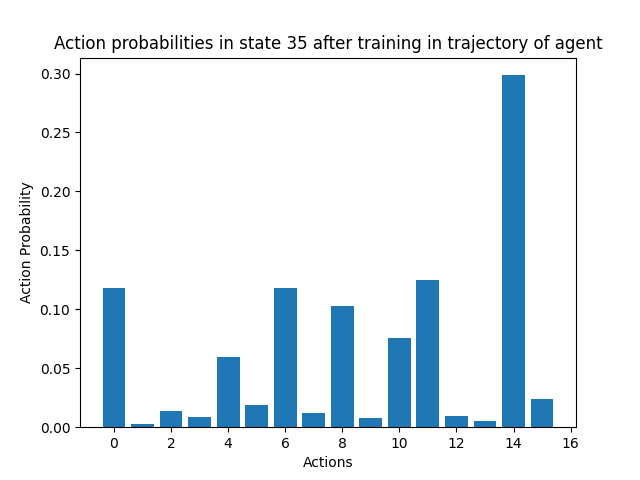 Action probabilities in state 35 after training in trajectory of agent
0.30
0.25
0.20
0.15
0.10
0.05
0.00
Action Probability
0 2 4 6 8 10 12 14 16
Actions